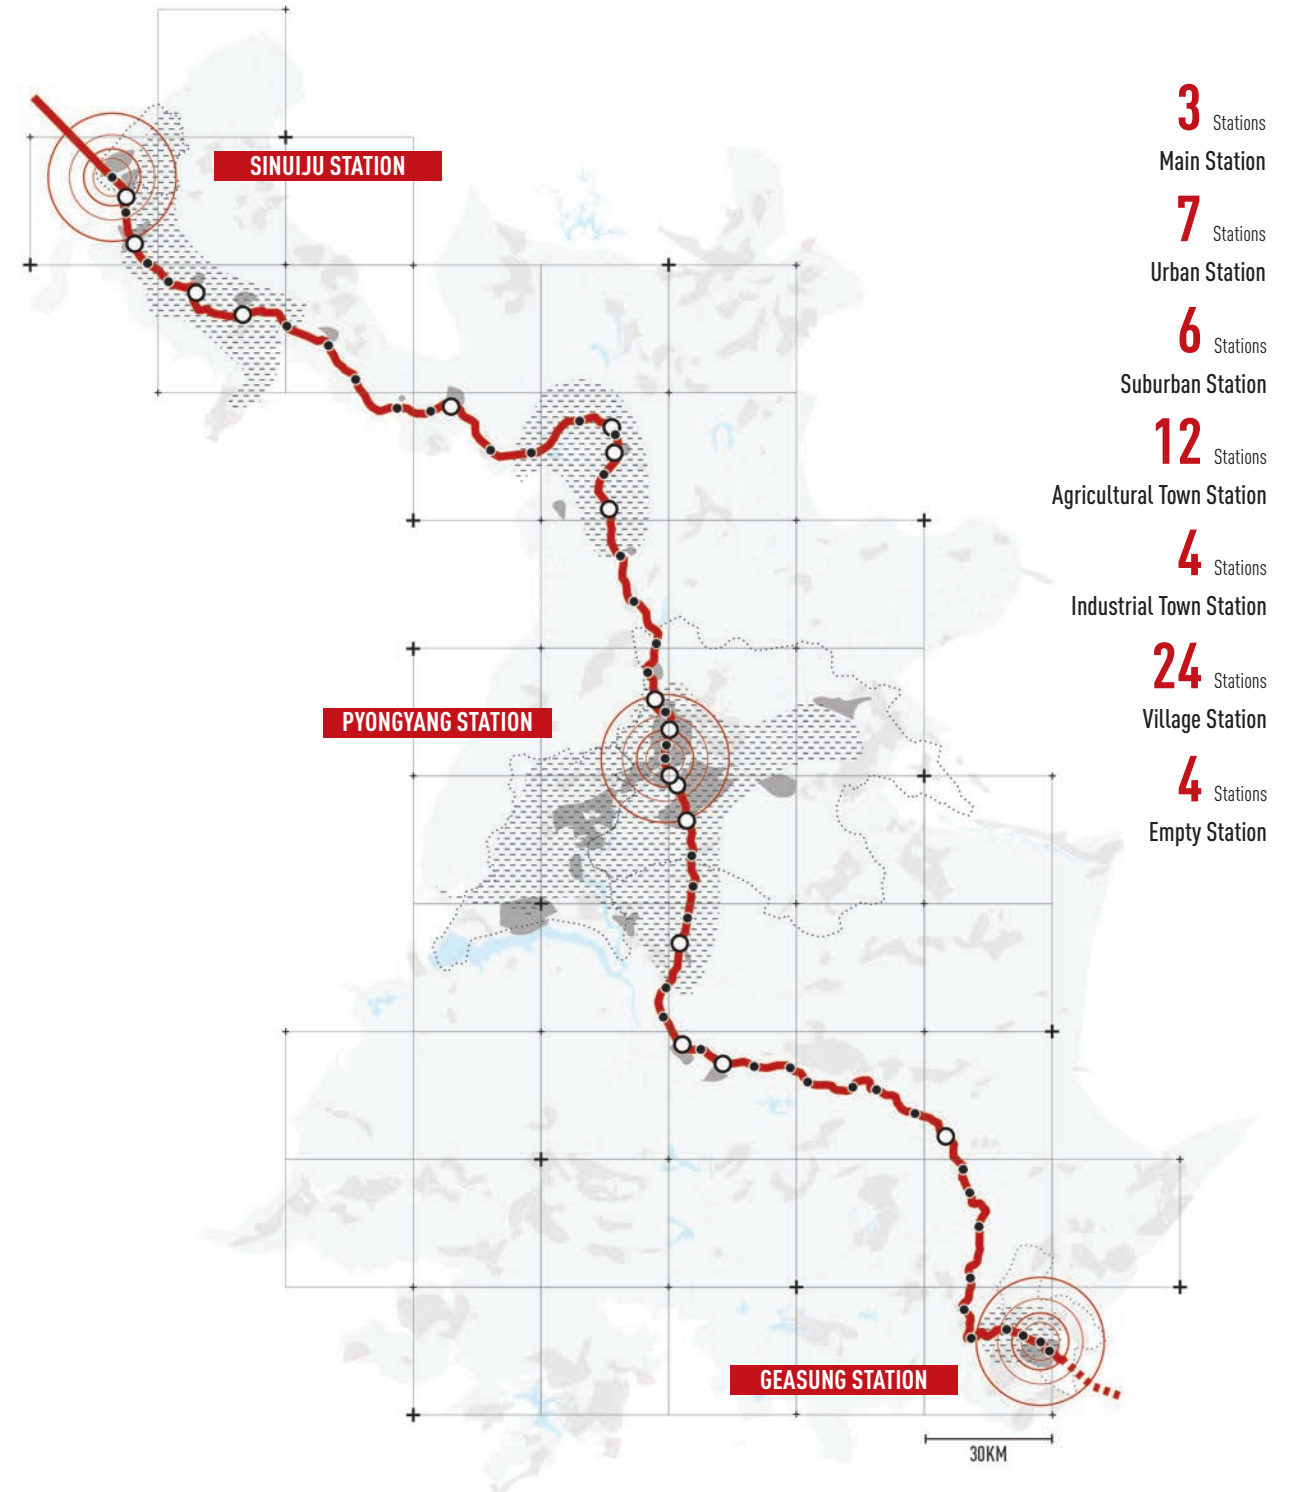 SINUIJU STATION
PYONGYANG STATION
GEASUNG STATION
30KM
3 Stations
Main Station
7 Stations
Urban Station
6 Stations
Suburban Station
12 Stations
Agricultural Town Station
4 Stations
Industrial Town Station
24 Stations
Village Station
4 Stations
Empty Station